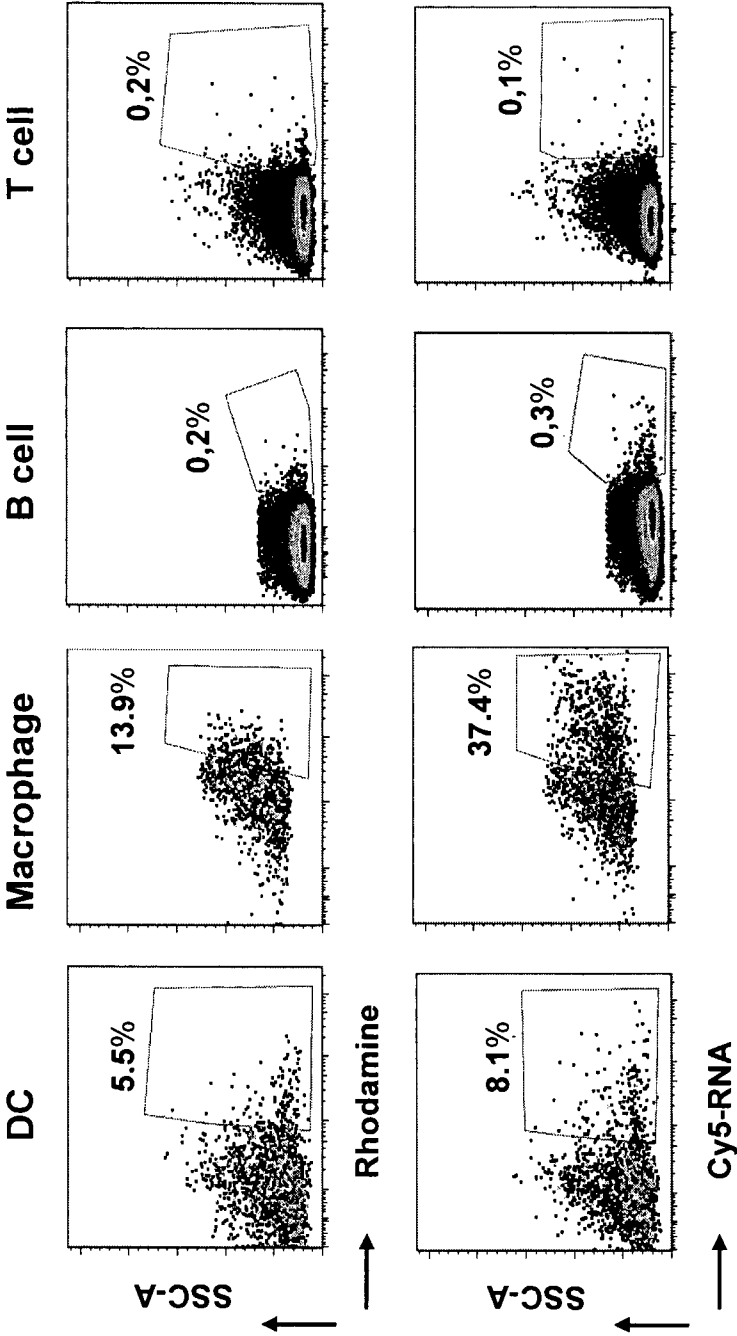 DC Macrophage B cell T cell
5.5% 13.9% 0,2% 0,2%
SSC-A
Rhodamine
8.1% 37.4% 0,3% 0,1%
SSC-A
Cy5-RNA